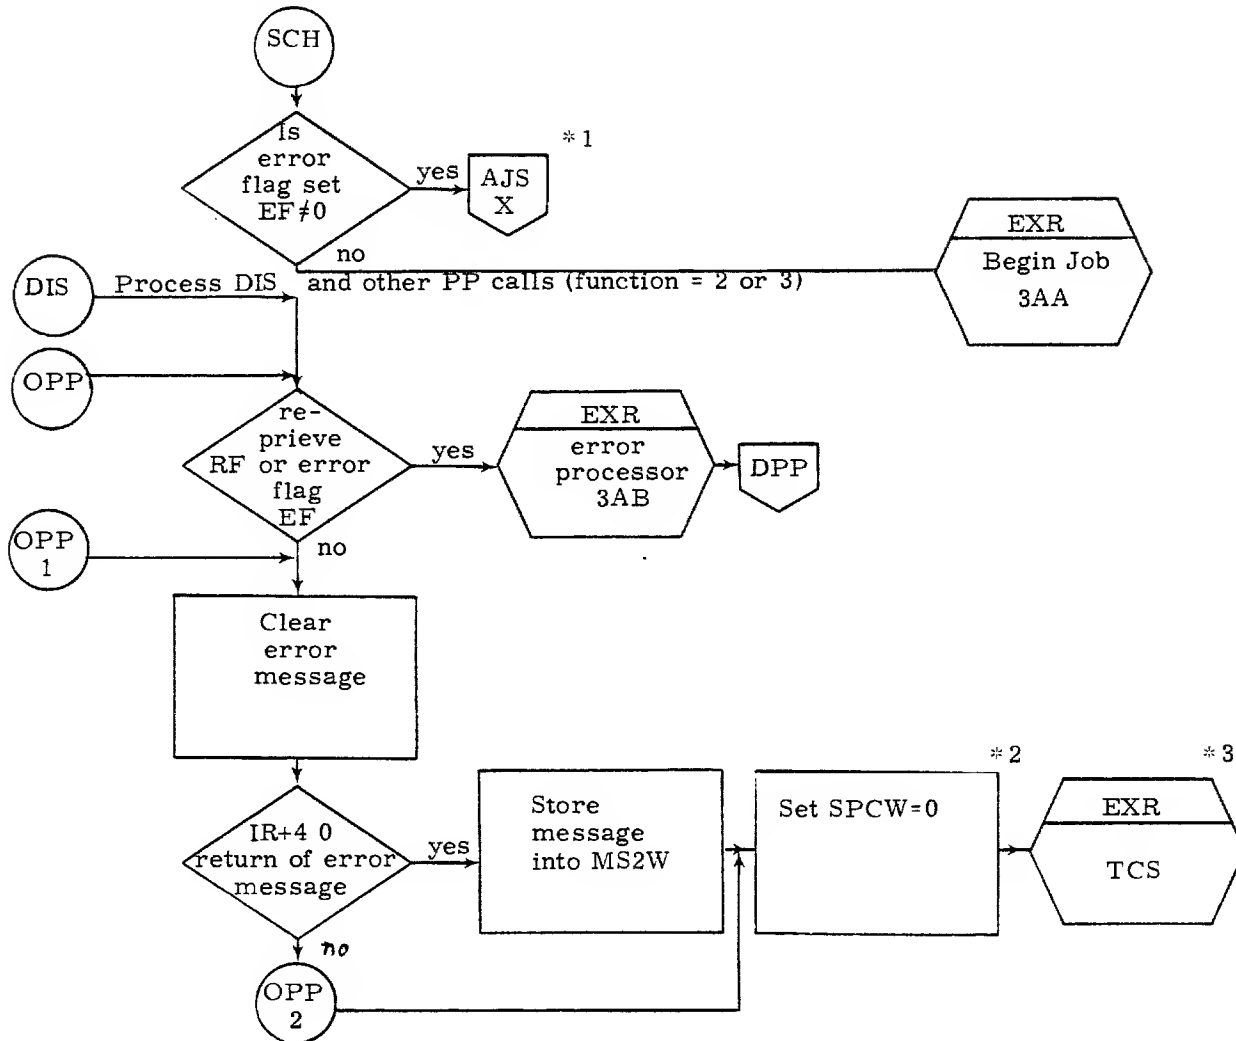 SCH
Is
error
flag set
EF≠0
yes
AJS
X
*1
no
EXR
Begin Job
3AA
DIS
Process DIS and other PP calls (function = 2 or 3)
OPP
re-
prieve
RF or error
flag
EF
yes
EXR
error
processor
3AB
DPP
OPP
1
no
Clear
error
message
IR+4 0
return of error
message
yes
Store
message
into MS2W
*2
Set SPCW=0
*3
EXR
TCS
no
OPP
2